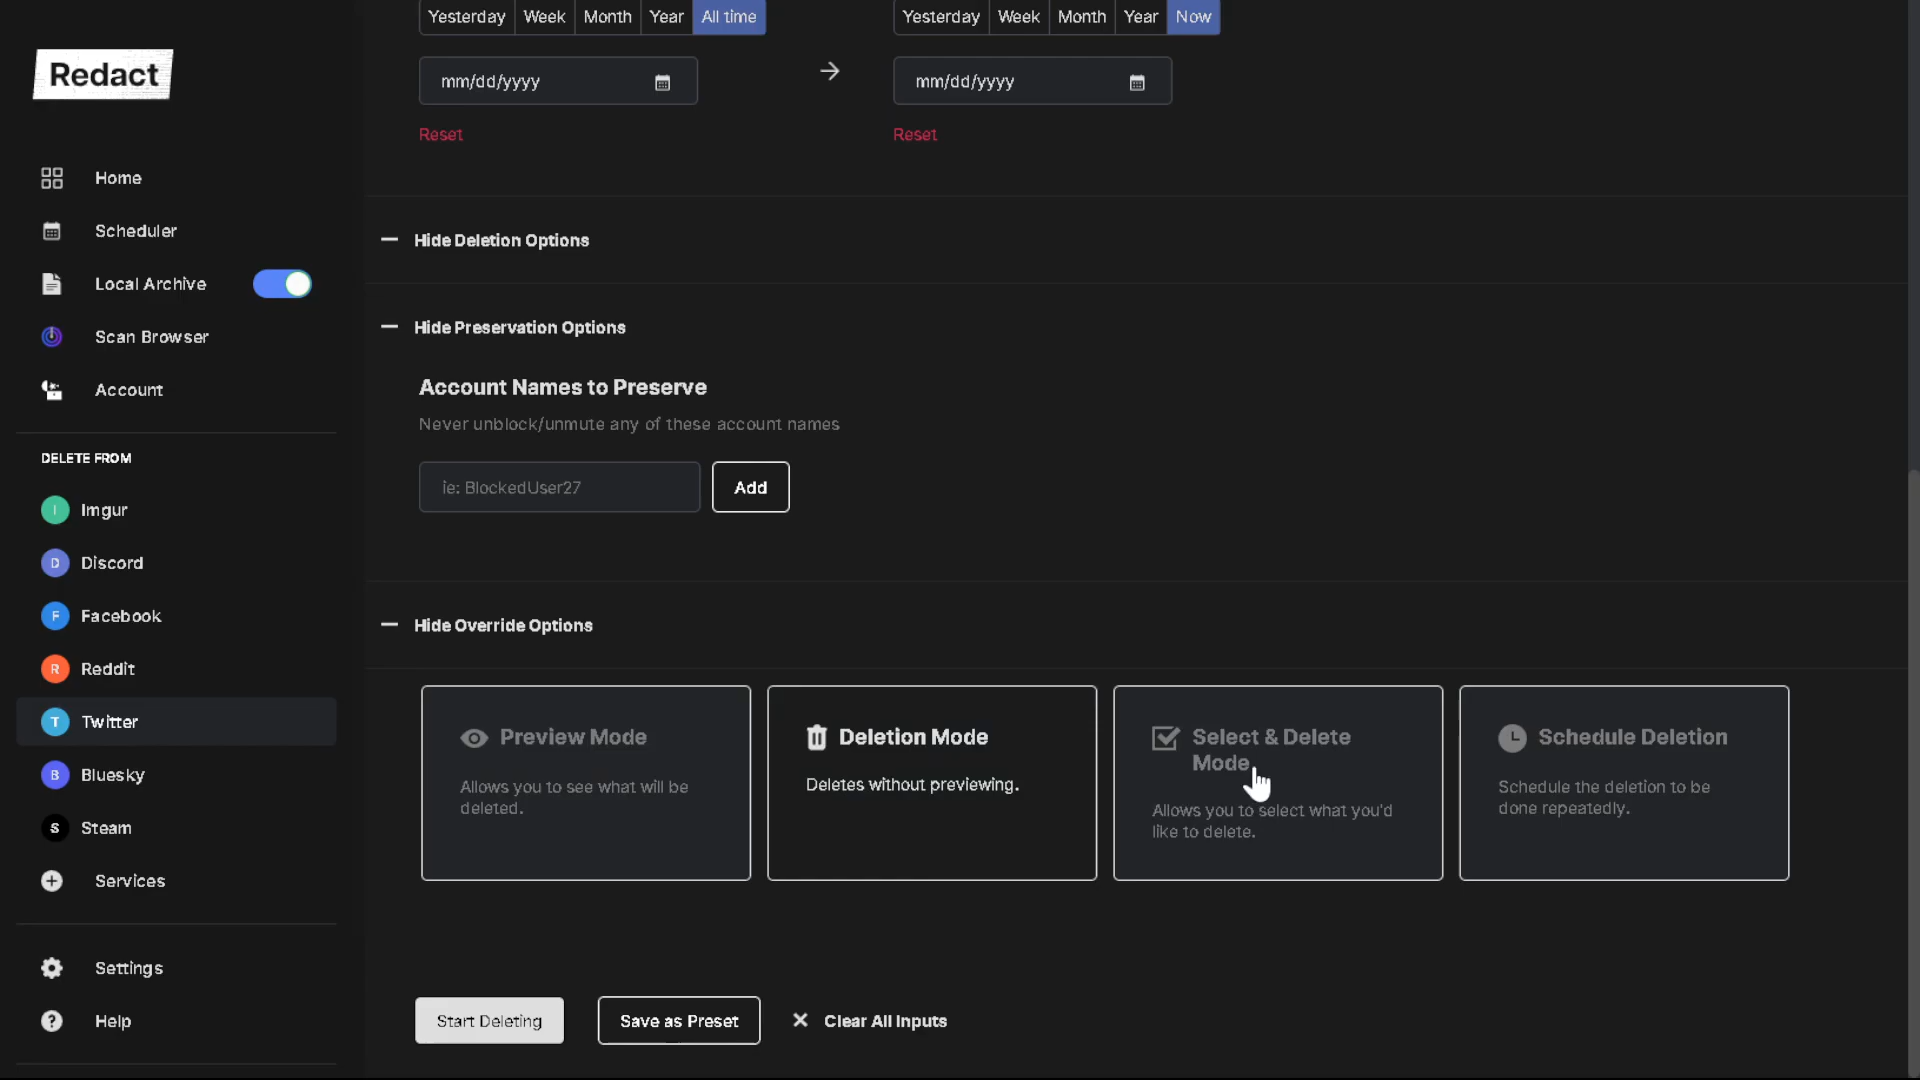 Redact
Home
Scheduler
Local Archive
Scan Browser
Account
DELETE FROM
I Imgur
D Discord
F Facebook
R Reddit
T Twitter
B Bluesky
S Steam
Services
Settings
Help
Yesterday Week Month Year All time
mm/dd/yyyy
Reset
Yesterday Week Month Year Now
mm/dd/yyyy
Reset
Hide Deletion Options
Hide Preservation Options
Account Names to Preserve
Never unblock/unmute any of these account names
ie: BlockedUser27
Add
Hide Override Options
Preview Mode
Allows you to see what will be
deleted.
Deletion Mode
Deletes without previewing.
Select & Delete
Mode
Allows you to select what you'd
like to delete.
Schedule Deletion
Schedule the deletion to be
done repeatedly.
Start Deleting
Save as Preset
Clear All Inputs